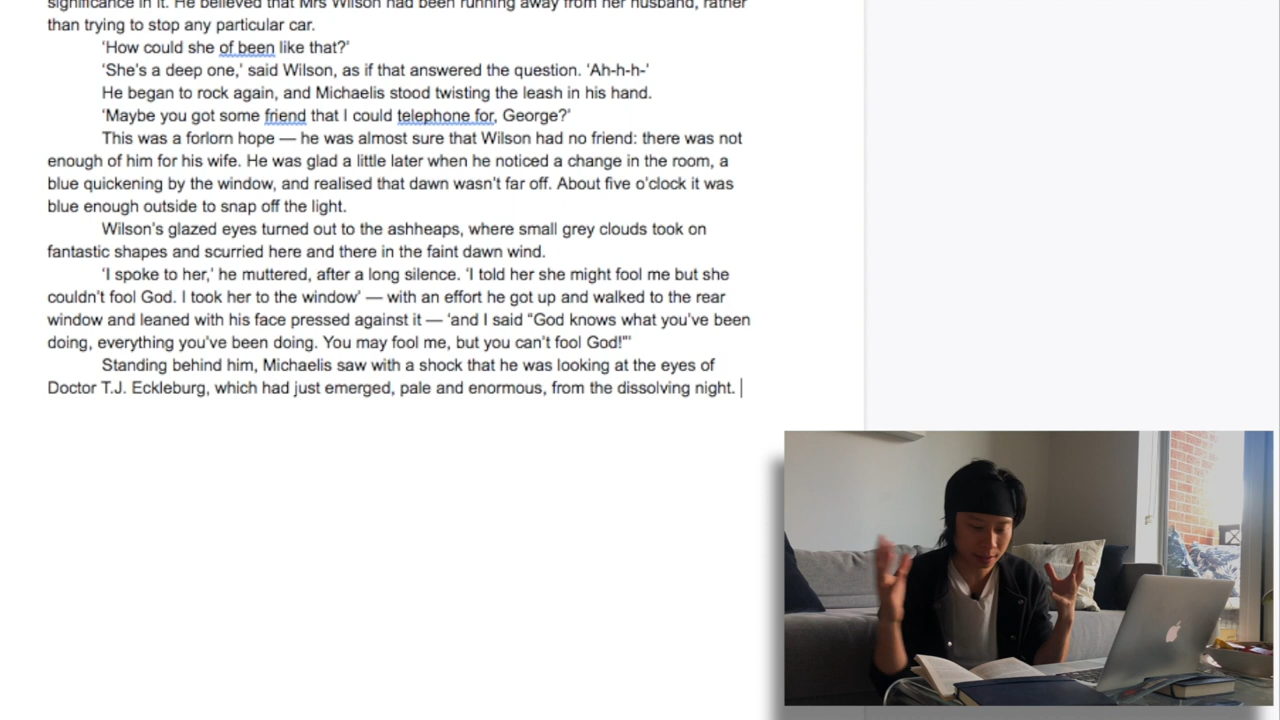 significance in it. He believed that Mrs Wilson had been running away from her husband, rather
than trying to stop any particular car.
‘How could she of been like that?’
‘She’s a deep one,’ said Wilson, as if that answered the question. ‘Ah-h-h-’
He began to rock again, and Michaelis stood twisting the leash in his hand.
‘Maybe you got some friend that I could telephone for, George?’
This was a forlorn hope — he was almost sure that Wilson had no friend: there was not
enough of him for his wife. He was glad a little later when he noticed a change in the room, a
blue quickening by the window, and realised that dawn wasn’t far off. About five o’clock it was
blue enough outside to snap off the light.
Wilson’s glazed eyes turned out to the ashheaps, where small grey clouds took on
fantastic shapes and scurried here and there in the faint dawn wind.
‘I spoke to her,’ he muttered, after a long silence. ‘I told her she might fool me but she
couldn’t fool God. I took her to the window’ — with an effort he got up and walked to the rear
window and leaned with his face pressed against it — ‘and I said “God knows what you’ve been
doing, everything you’ve been doing. You may fool me, but you can’t fool God!”’
Standing behind him, Michaelis saw with a shock that he was looking at the eyes of
Doctor T.J. Eckleburg, which had just emerged, pale and enormous, from the dissolving night.